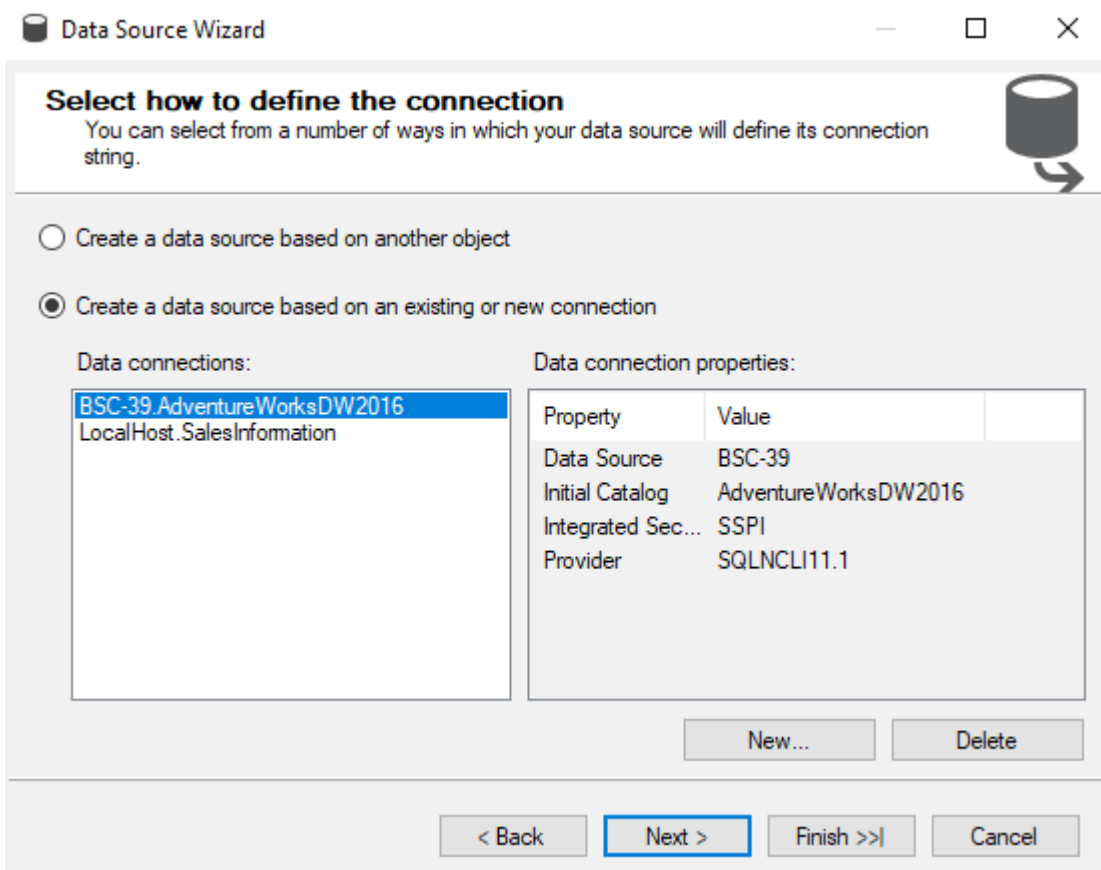 Data Source Wizard
Select how to define the connection
You can select from a number of ways in which your data source will define its connection
string.
Create a data source based on another object
Create a data source based on an existing or new connection
Data connections:
BSC-39.AdventureWorksDW2016
LocalHost.SalesInformation
Data connection properties:
Property Value
Data Source BSC-39
Initial Catalog AdventureWorksDW2016
Integrated Sec... SSPI
Provider SQLNCLI11.1
New... Delete
< Back Next > Finish >>| Cancel